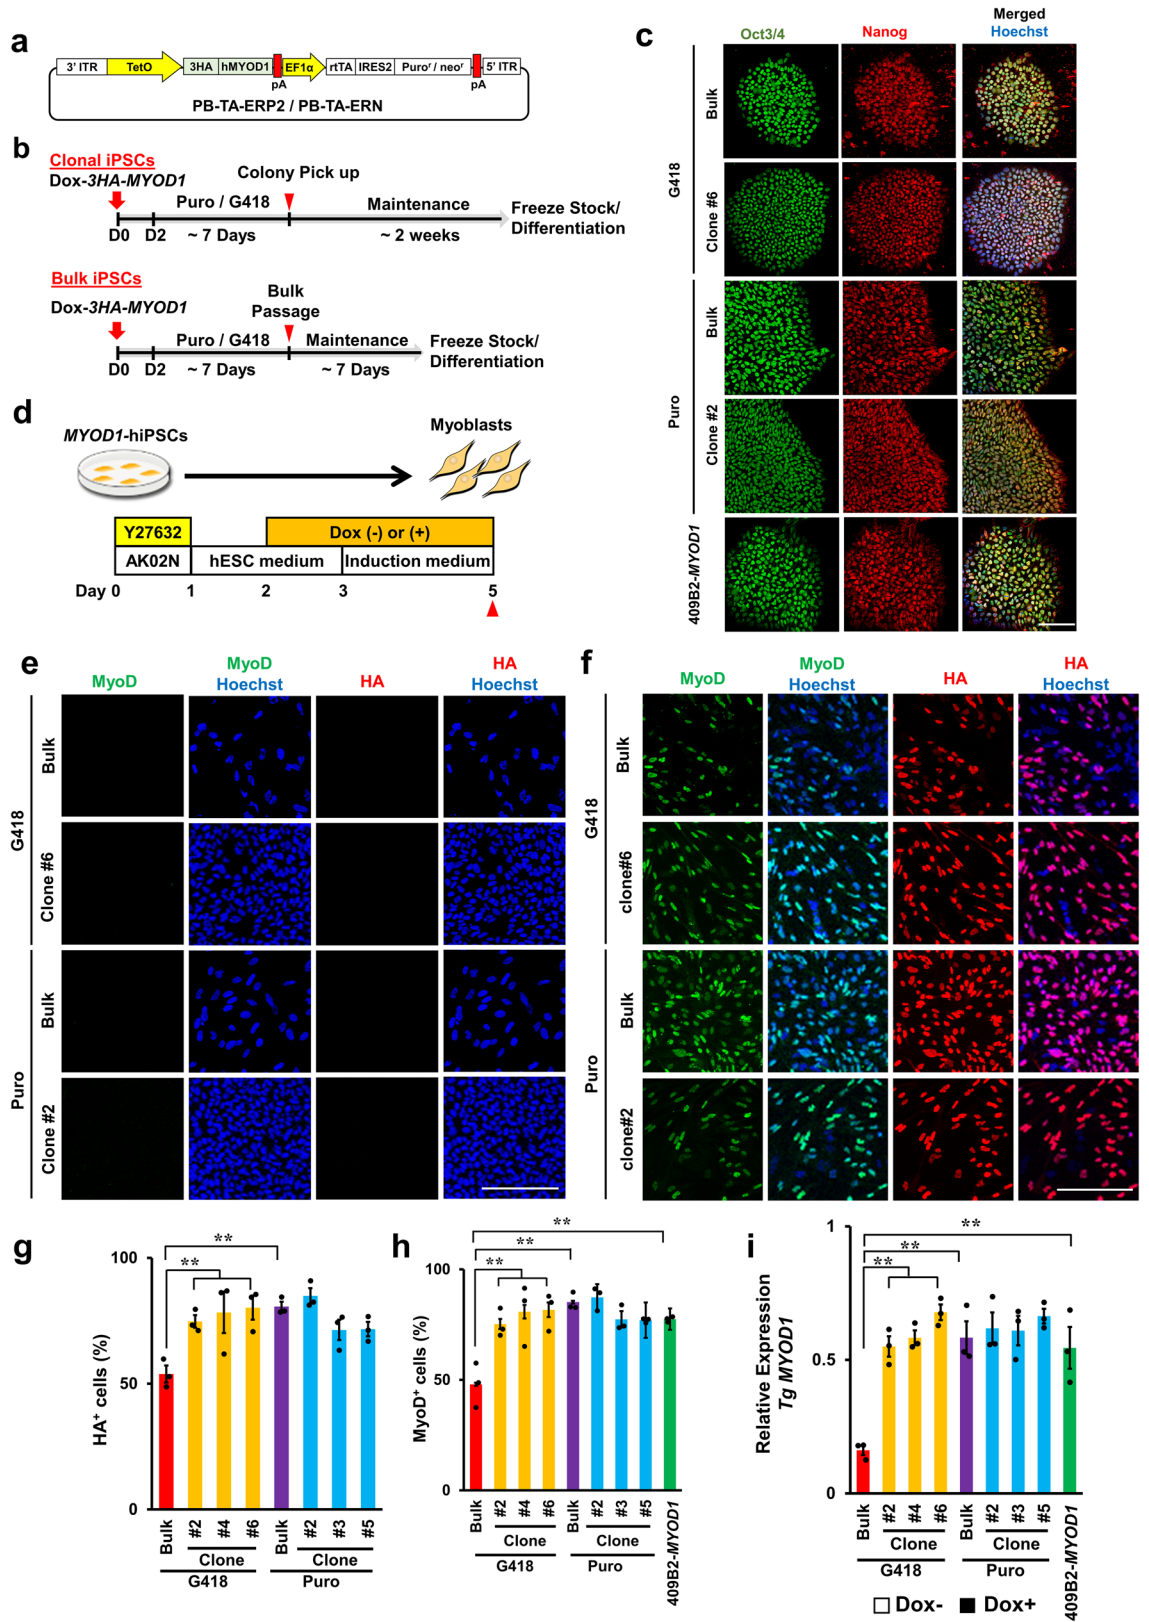 a
3' ITR
TetO
3HA
hMYOD1
EF1α
rtTA
IRES2
Puroʳ / neoʳ
5' ITR
pA
pA
PB-TA-ERP2 / PB-TA-ERN
b
Clonal iPSCs
Dox-3HA-MYOD1
Colony Pick up
Puro / G418
Maintenance
Freeze Stock/
Differentiation
D0
D2
~ 7 Days
~ 2 weeks
Bulk iPSCs
Dox-3HA-MYOD1
Bulk
Passage
Puro / G418
Maintenance
Freeze Stock/
Differentiation
D0
D2
~ 7 Days
~ 7 Days
c
Oct3/4
Nanog
Merged
Hoechst
G418
Bulk
Clone #6
Puro
Bulk
Clone #2
409B2-MYOD1
d
MYOD1-hiPSCs
Myoblasts
Y27632
Dox (-) or (+)
AK02N
hESC medium
Induction medium
Day 0
1
2
3
5
e
MyoD
MyoD
Hoechst
HA
HA
Hoechst
G418
Bulk
Clone #6
Puro
Bulk
Clone #2
f
MyoD
MyoD
Hoechst
HA
HA
Hoechst
G418
Bulk
clone#6
Puro
Bulk
clone#2
g
HA⁺ cells (%)
100
50
0
**
**
Bulk
#2
#4
#6
Bulk
#2
#3
#5
Clone
Clone
G418
Puro
h
MyoD⁺ cells (%)
100
50
0
**
**
**
Bulk
#2
#4
#6
Bulk
#2
#3
#5
409B2-MYOD1
Clone
Clone
G418
Puro
i
Relative Expression
Tg MYOD1
1
0.5
0
**
**
**
Bulk
#2
#4
#6
Bulk
#2
#3
#5
409B2-MYOD1
Clone
Clone
G418
Puro
Dox-
Dox+